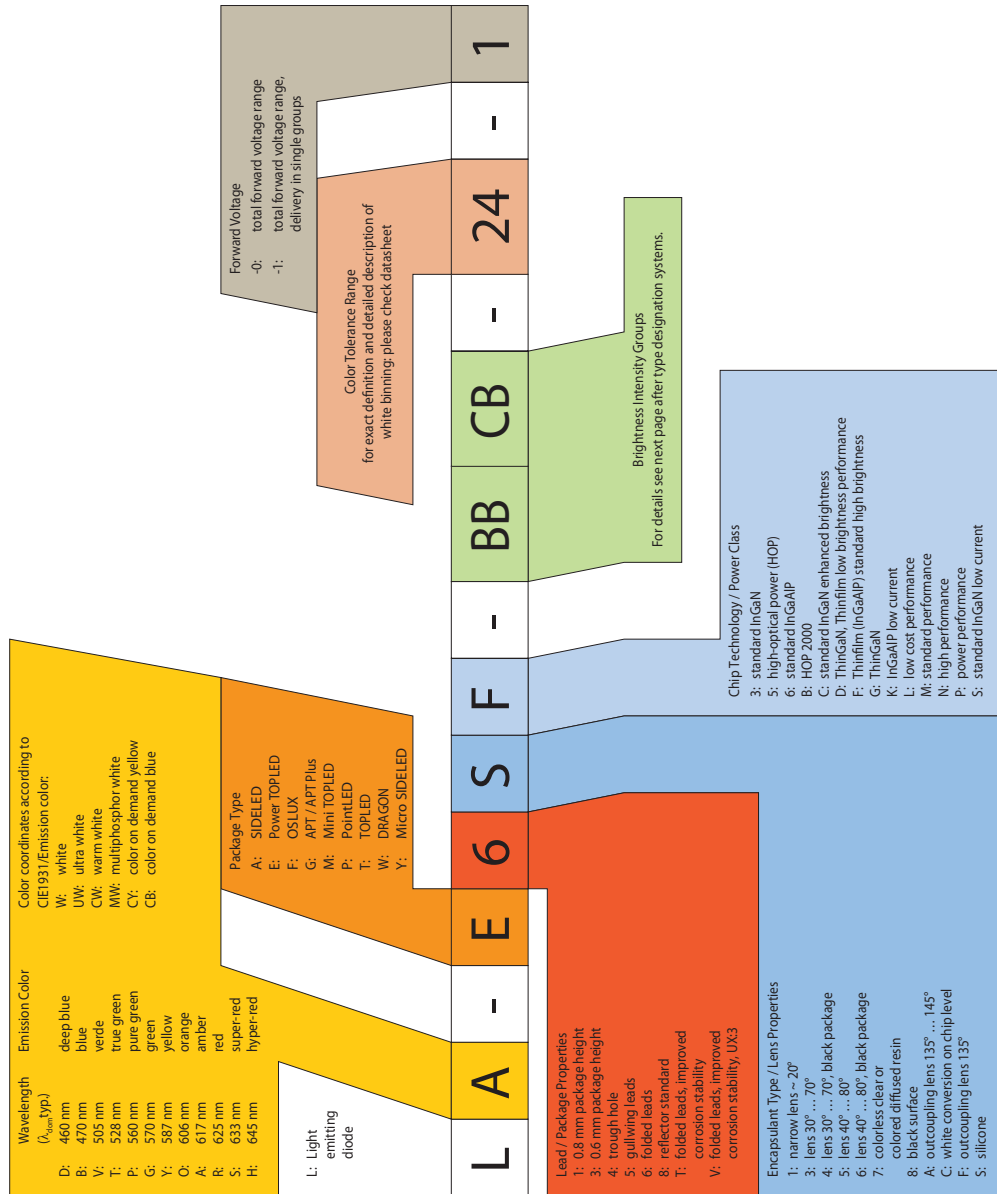 Wavelength
(λdom typ.)
Emission Color
D: 460 nm deep blue
B: 470 nm blue
V: 505 nm verde
T: 528 nm true green
P: 560 nm pure green
G: 570 nm green
Y: 587 nm yellow
O: 606 nm orange
A: 617 nm amber
R: 625 nm red
S: 633 nm super-red
H: 645 nm hyper-red
Color coordinates according to
CIE1931/Emission color:
W: white
UW: ultra white
CW: warm white
MW: multiphosphor white
CY: color on demand yellow
CB: color on demand blue
L: Light
emitting
diode
Package Type
A: SIDELED
E: Power TOPLED
F: OSLUX
G: APT / APT Plus
M: Mini TOPLED
P: PointLED
T: TOPLED
W: DRAGON
Y: Micro SIDELED
Color Tolerance Range
for exact definition and detailed description of
white binning: please check datasheet
Forward Voltage
-0: total forward voltage range
-1: total forward voltage range,
delivery in single groups
L A - E 6 S F - BB CB - 24 - 1
Lead / Package Properties
1: 0.8 mm package height
3: 0.6 mm package height
4: trough hole
5: gullwing leads
6: folded leads
8: reflector standard
T: folded leads, improved
corrosion stability
V: folded leads, improved
corrosion stability, UX:3
Encapsulant Type / Lens Properties
1: narrow lens ~ 20°
3: lens 30° ... 70°
4: lens 30° ... 70°, black package
5: lens 40° ... 80°
6: lens 40° ... 80°, black package
7: colorless clear or
colored diffused resin
8: black surface
A: outcoupling lens 135° ... 145°
C: white conversion on chip level
F: outcoupling lens 135°
S: silicone
Chip Technology / Power Class
3: standard InGaN
5: high-optical power (HOP)
6: standard InGaAlP
B: HOP 2000
C: standard InGaN enhanced brightness
D: ThinGaN, Thinfilm low brightness performance
F: Thinfilm (InGaAlP) standard high brightness
G: ThinGaN
K: InGaAlP low current
L: low cost performance
M: standard performance
N: high performance
P: power performance
S: standard InGaN low current
Brightness Intensity Groups
For details see next page after type designation systems.